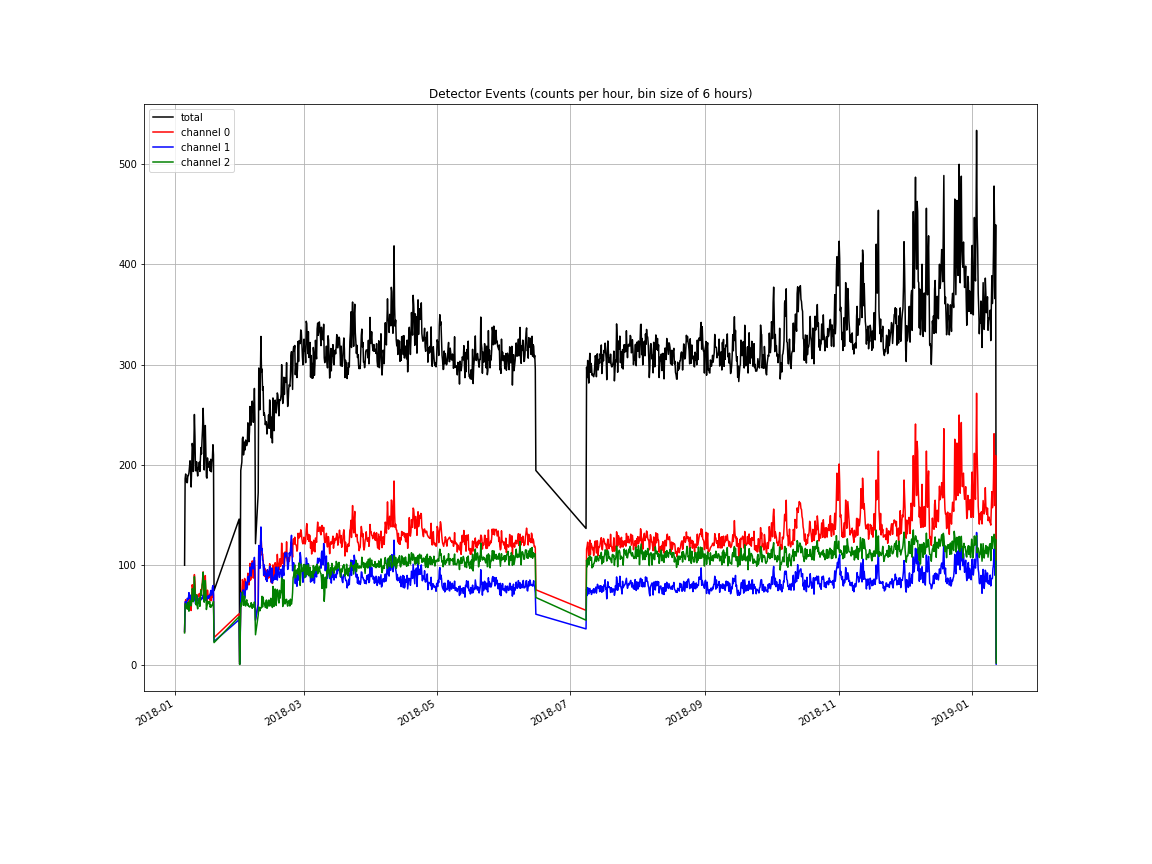 Detector Events (counts per hour, bin size of 6 hours)
total
channel 0
channel 1
channel 2
500
400
300
200
100
0
2018-01
2018-03
2018-05
2018-07
2018-09
2018-11
2019-01